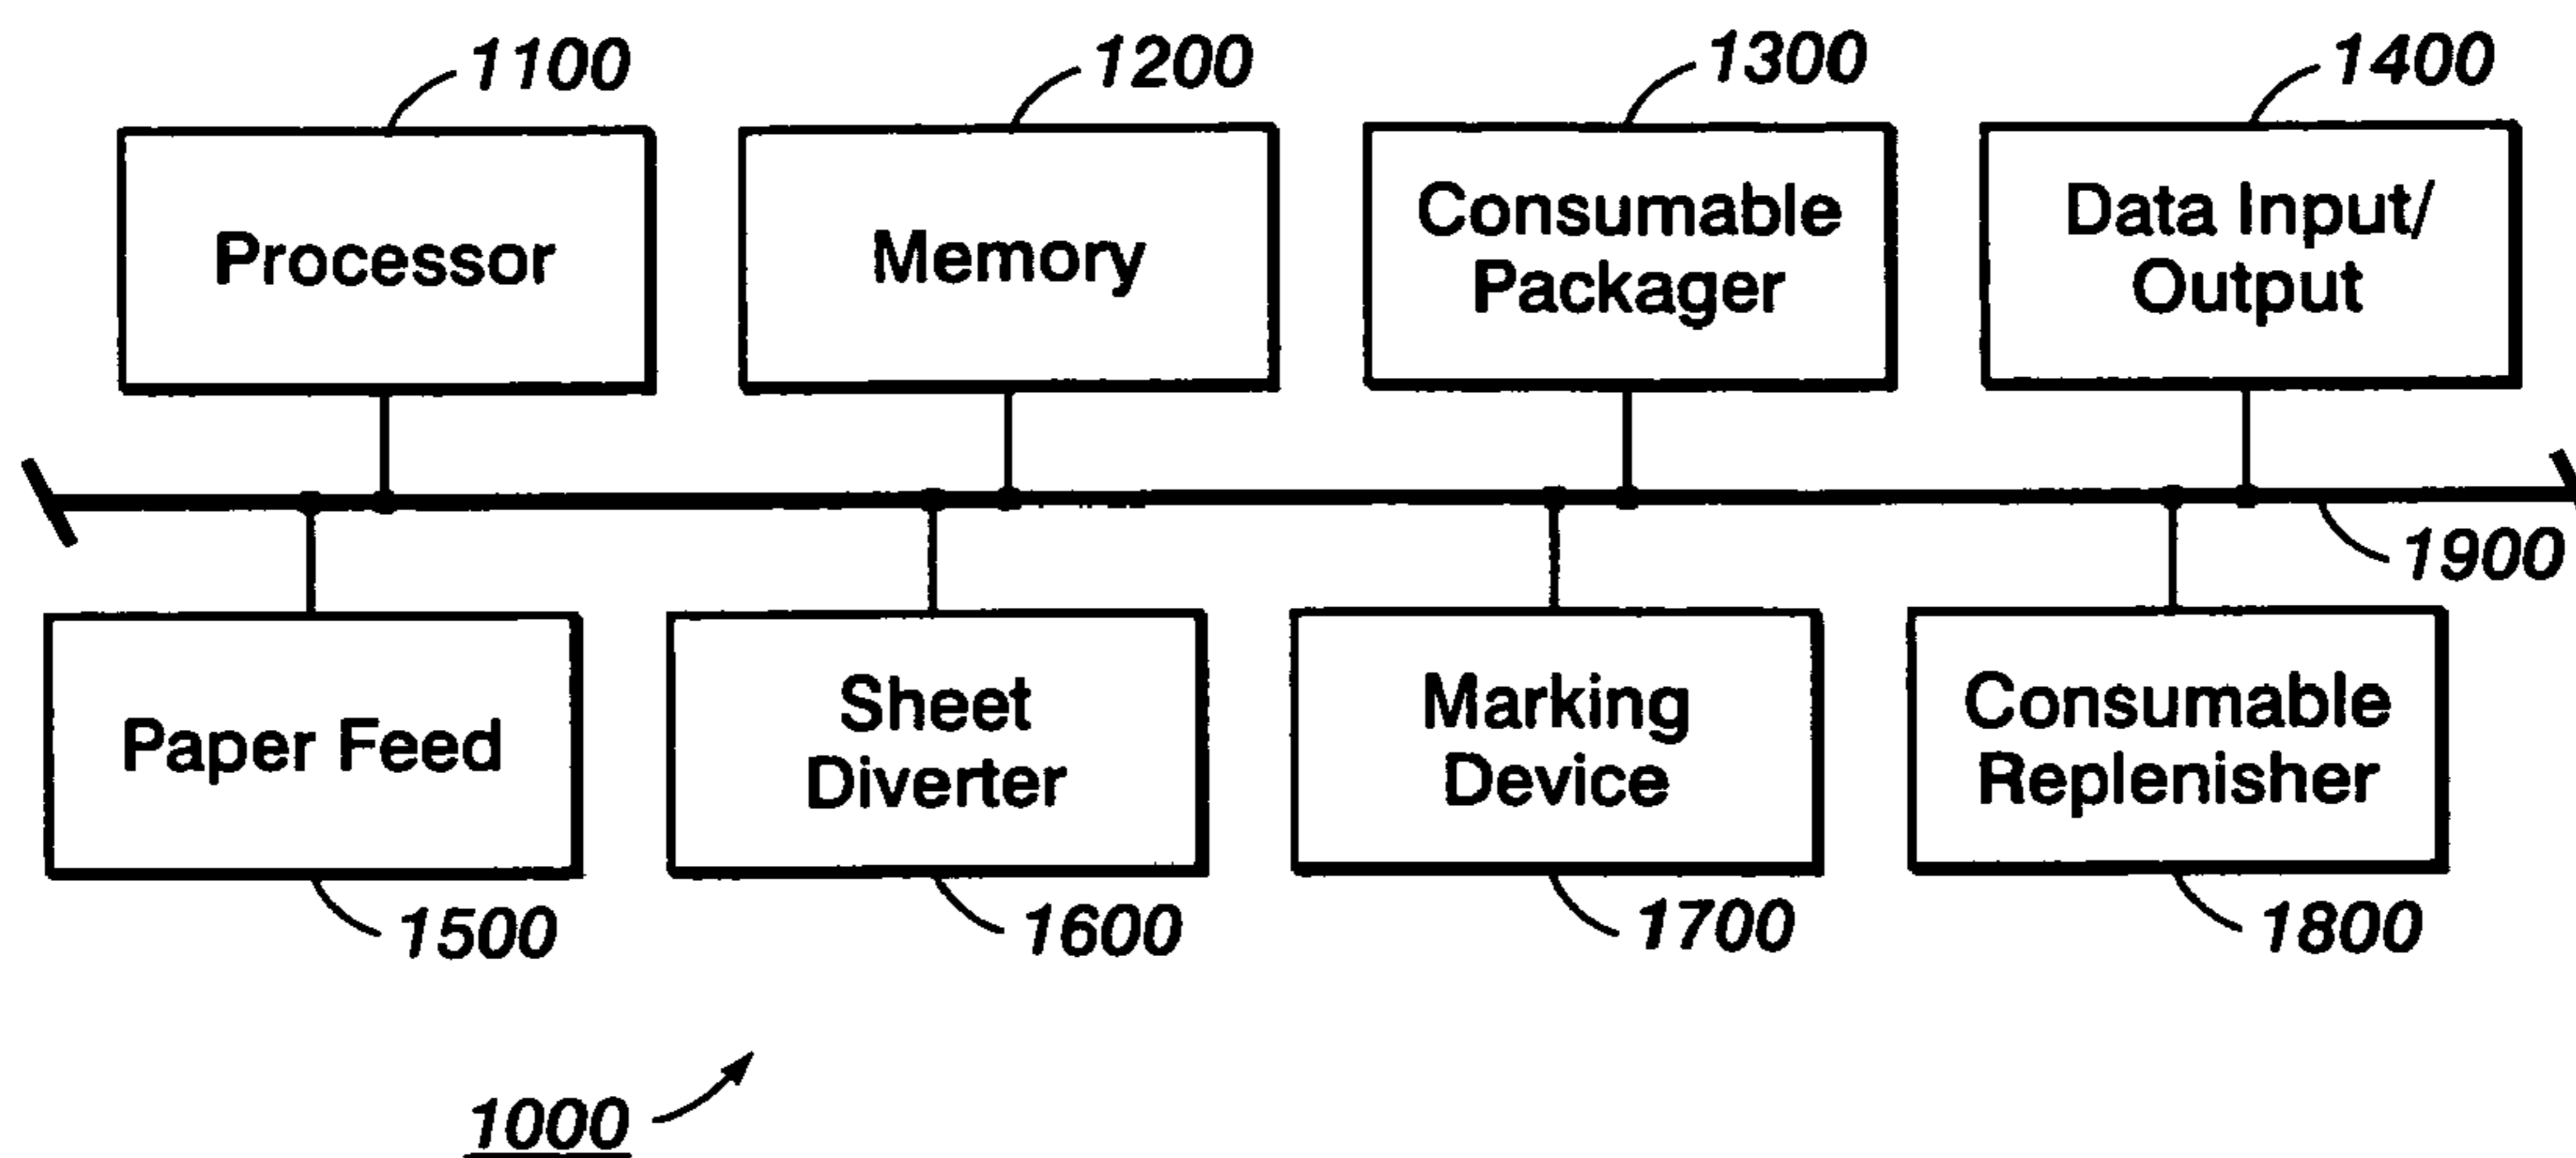 1100
1200
1300
1400
Processor
Memory
Consumable
Packager
Data Input/
Output
1900
Paper Feed
Sheet
Diverter
Marking
Device
Consumable
Replenisher
1500
1600
1700
1800
1000